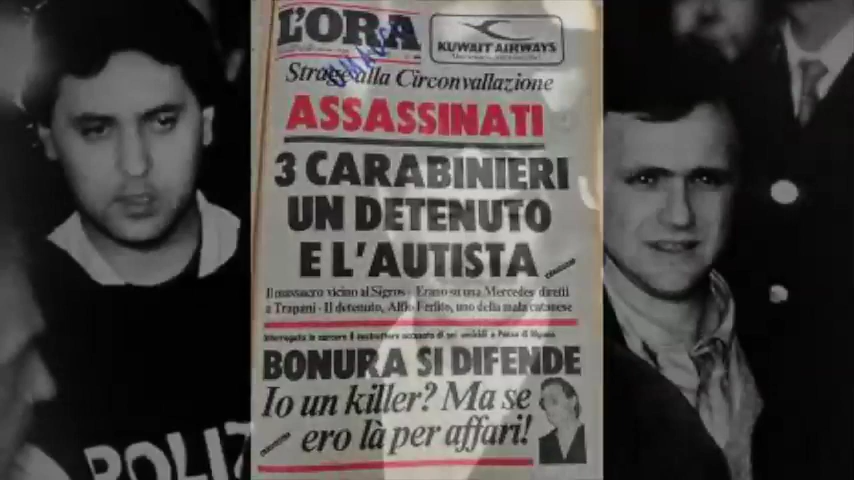 L'ORA
KUWAIT AIRWAYS
Strage alla Circonvallazione
ASSASSINATI
3 CARABINIERI
UN DETENUTO
E L'AUTISTA
Il massacro vicino al Sigros - Erano su una Mercedes diretti
a Trapani - Il detenuto, Alfio Ferlito, uno della mala catanese
BONURA SI DIFENDE
Io un killer? Ma se
ero là per affari!
POLIZ